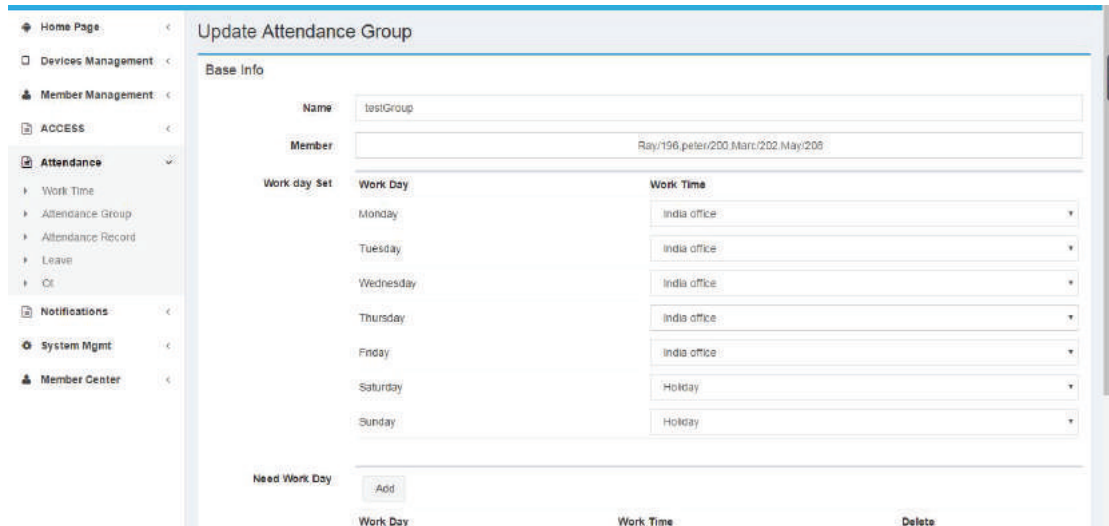 Home Page
Devices Management
Member Management
ACCESS
Attendance
Work Time
Attendance Group
Attendance Record
Leave
Ot
Notifications
System Mgmt
Member Center
Update Attendance Group
Base Info
Name testGroup
Member Ray/196,peter/200,Marc/202,May/208
Work day Set Work Day Work Time
Monday India office
Tuesday India office
Wednesday India office
Thursday India office
Friday India office
Saturday Holiday
Sunday Holiday
Need Work Day Add
Work Day Work Time Delete